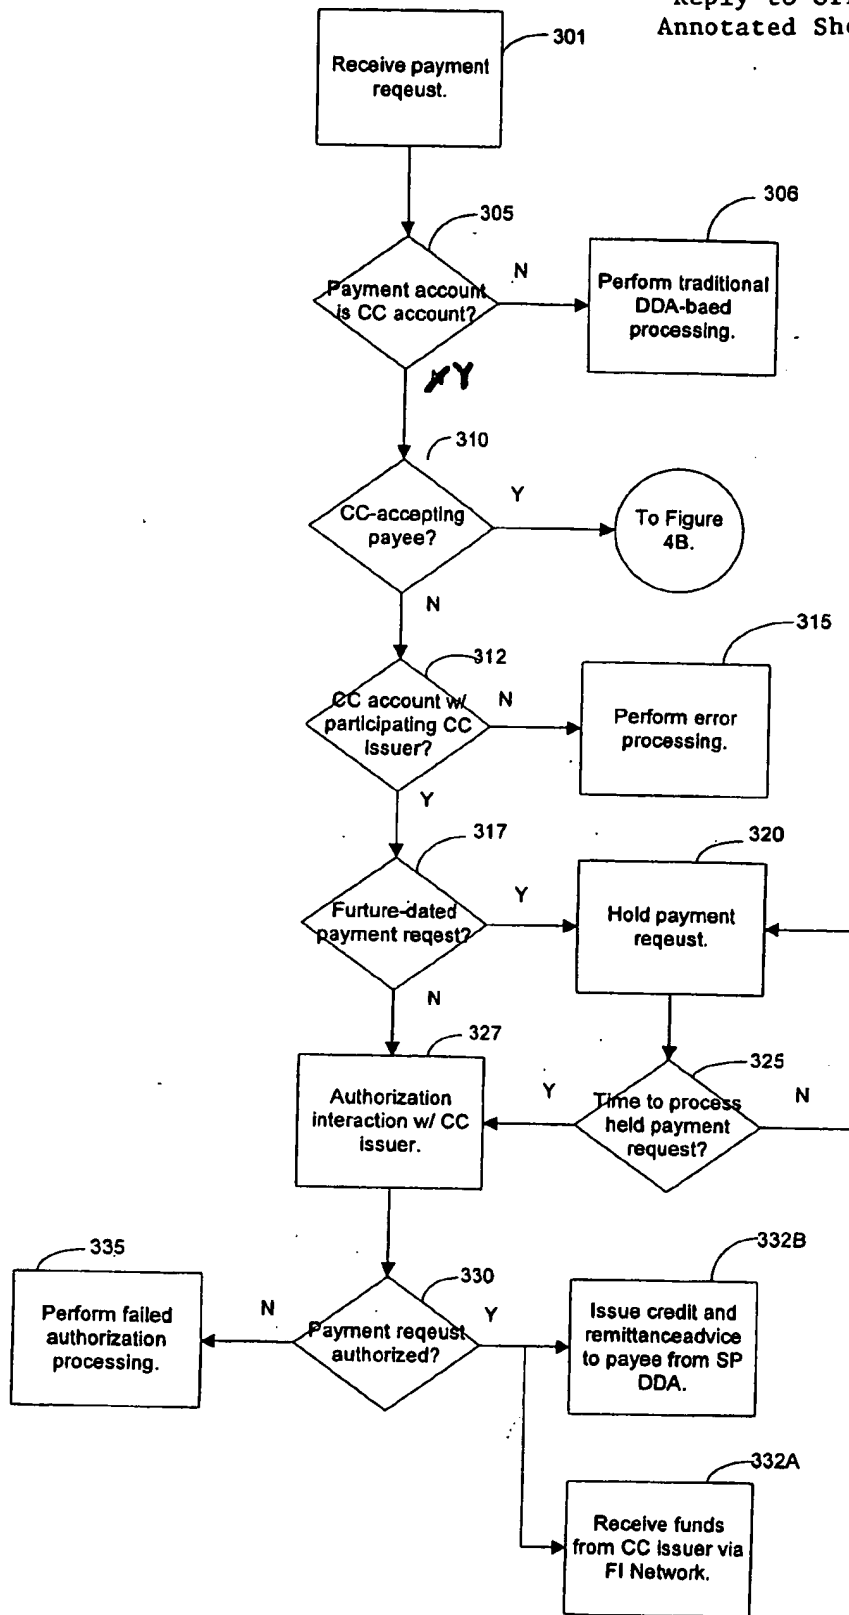 Reply to
Annotated
301
Receive payment
reqeust.
305
306
Payment account
is CC account?
N
Perform traditional
DDA-baed
processing.
Y
310
CC-accepting
payee?
Y
To Figure
4B.
N
312
315
CC account w/
participating CC
issuer?
N
Perform error
processing.
Y
317
320
Furture-dated
payment reqest?
Y
Hold payment
reqeust.
N
327
325
Authorization
interaction w/ CC
issuer.
Y
Time to process
held payment
request?
N
335
330
332B
Perform failed
authorization
processing.
N
Payment reqeust
authorized?
Y
Issue credit and
remittanceadvice
to payee from SP
DDA.
332A
Receive funds
from CC issuer via
FI Network.